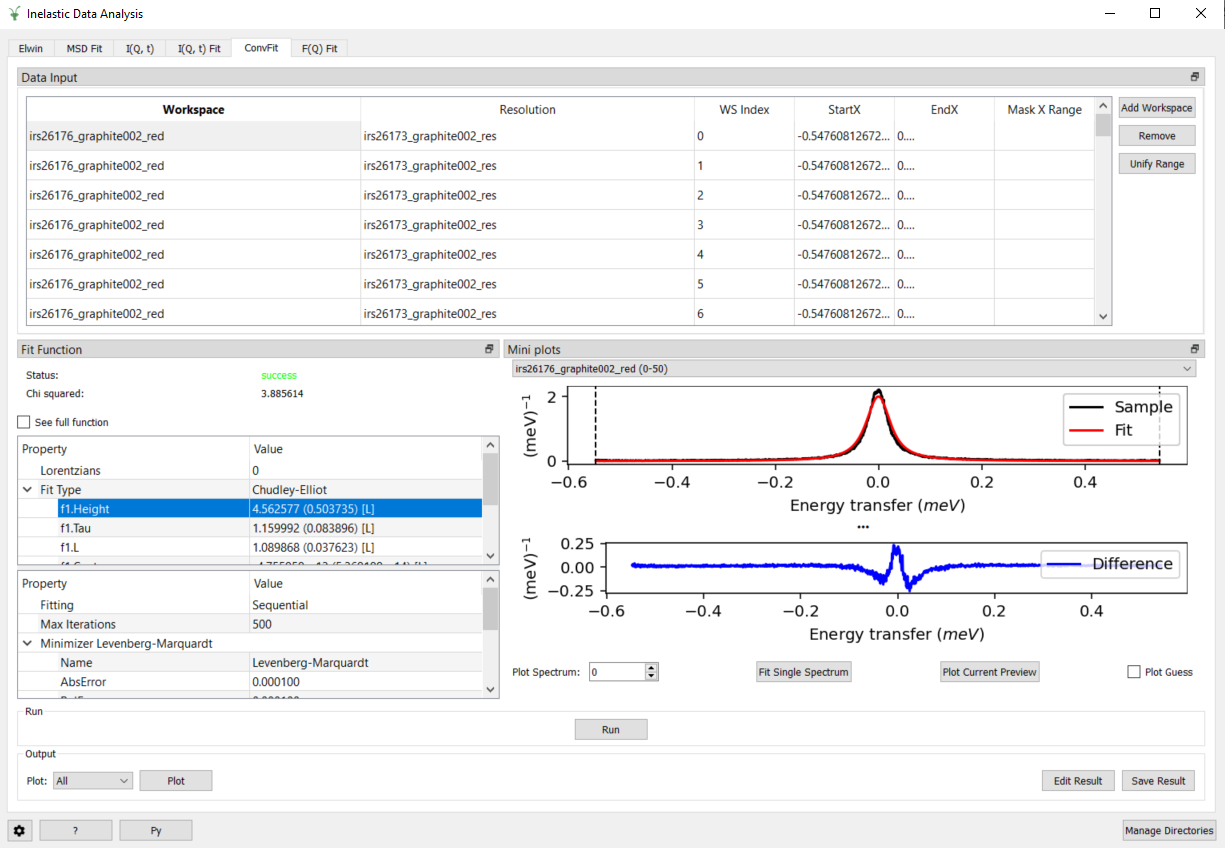 Inelastic Data Analysis
Elwin MSD Fit I(Q, t) I(Q, t) Fit ConvFit F(Q) Fit
Data Input
Workspace Resolution WS Index StartX EndX Mask X Range
Add Workspace
irs26176_graphite002_red irs26173_graphite002_res 0 -0.54760812672... 0....
Remove
irs26176_graphite002_red irs26173_graphite002_res 1 -0.54760812672... 0....
Unify Range
irs26176_graphite002_red irs26173_graphite002_res 2 -0.54760812672... 0....
irs26176_graphite002_red irs26173_graphite002_res 3 -0.54760812672... 0....
irs26176_graphite002_red irs26173_graphite002_res 4 -0.54760812672... 0....
irs26176_graphite002_red irs26173_graphite002_res 5 -0.54760812672... 0....
irs26176_graphite002_red irs26173_graphite002_res 6 -0.54760812672... 0....
Fit Function
Status: success
Chi squared: 3.885614
See full function
Property Value
Lorentzians 0
Fit Type Chudley-Elliot
f1.Height 4.562577 (0.503735) [L]
f1.Tau 1.159992 (0.083896) [L]
f1.L 1.089868 (0.037623) [L]
Property Value
Fitting Sequential
Max Iterations 500
Minimizer Levenberg-Marquardt
Name Levenberg-Marquardt
AbsError 0.000100
Mini plots
irs26176_graphite002_red (0-50)
(meV)⁻¹
2
0
Sample
Fit
−0.6 −0.4 −0.2 0.0 0.2 0.4
Energy transfer (meV)
•••
(meV)⁻¹
0.25
0.00
−0.25
Difference
−0.6 −0.4 −0.2 0.0 0.2 0.4
Energy transfer (meV)
Plot Spectrum: 0 Fit Single Spectrum Plot Current Preview Plot Guess
Run
Run
Output
Plot: All Plot Edit Result Save Result
? Py Manage Directories